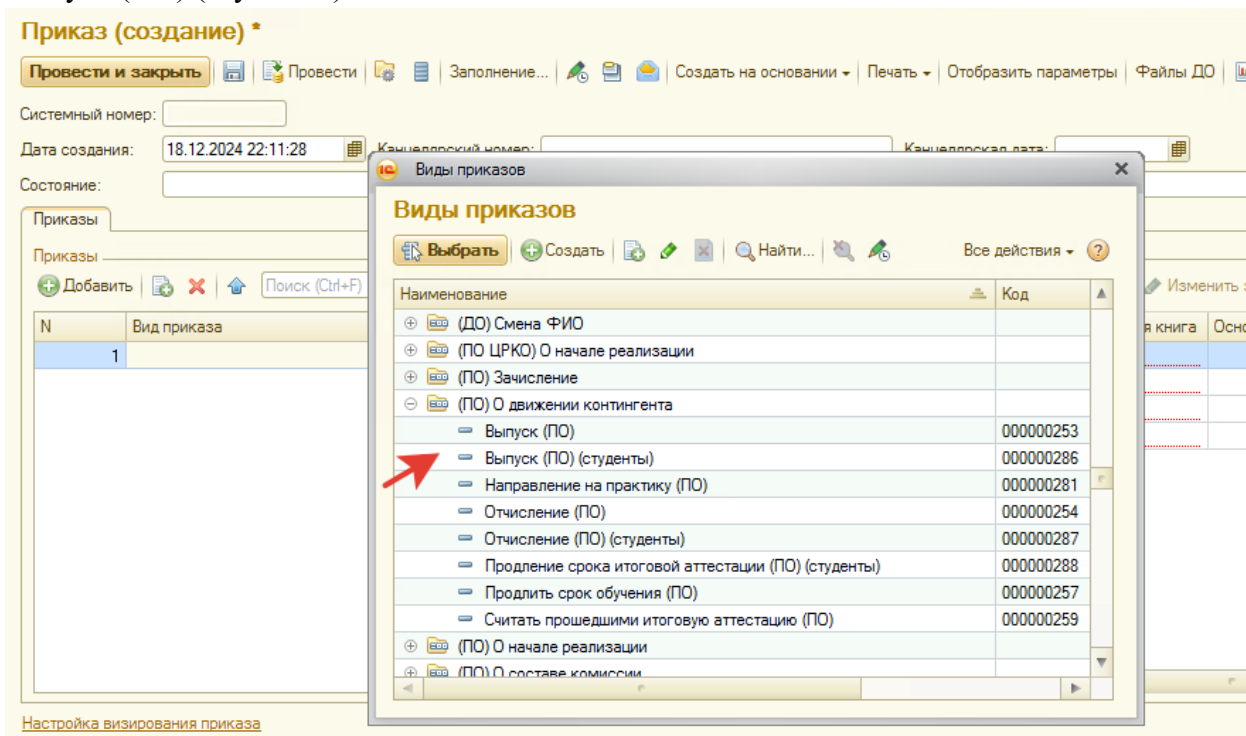 Приказ (создание) *
Провести и закрыть Провести Заполнение... Создать на основании Печать Отобразить параметры Файлы ДО
Системный номер:
Дата создания: 18.12.2024 22:11:28 Канцелярский номер: Канцелярская дата:
Состояние:
Виды приказов
Виды приказов
Выбрать Создать Найти... Все действия ?
Приказы
Приказы
Добавить Поиск (Ctrl+F) Изменить
N Вид приказа я книга Осно
1
Наименование Код
(ДО) Смена ФИО
(ПО ЦРКО) О начале реализации
(ПО) Зачисление
(ПО) О движении контингента
Выпуск (ПО) 000000253
Выпуск (ПО) (студенты) 000000286
Направление на практику (ПО) 000000281
Отчисление (ПО) 000000254
Отчисление (ПО) (студенты) 000000287
Продление срока итоговой аттестации (ПО) (студенты) 000000288
Продлить срок обучения (ПО) 000000257
Считать прошедшими итоговую аттестацию (ПО) 000000259
(ПО) О начале реализации
(ПО) О составе комиссии
Настройка визирования приказа